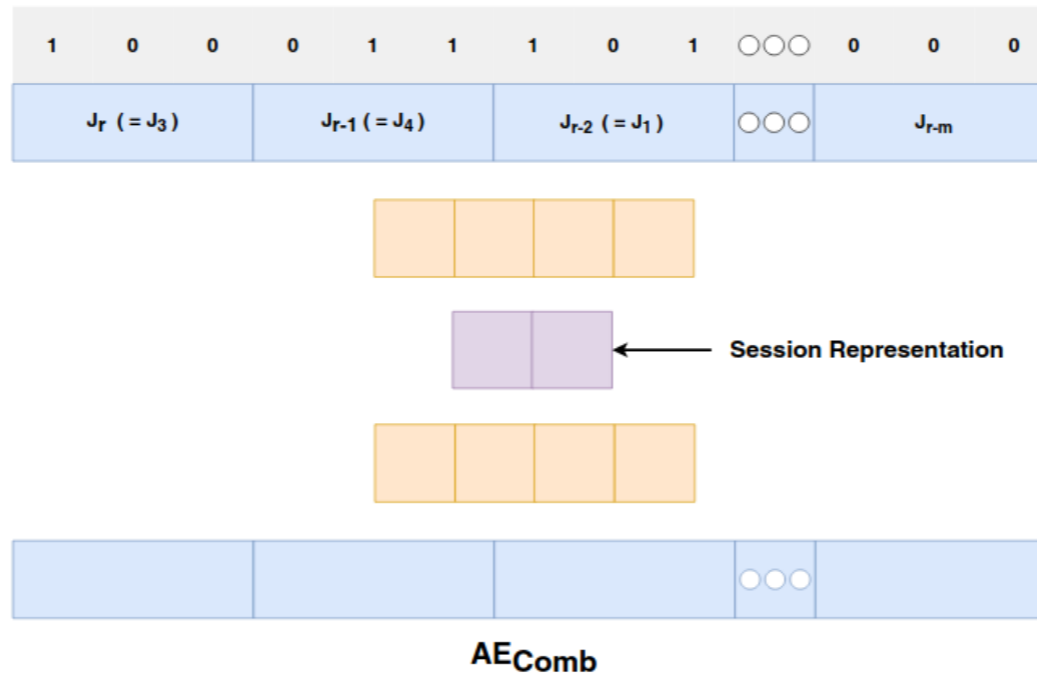 1 0 0 0 1 1 1 0 1 ○○○ 0 0 0
Jr ( = J3 ) Jr-1 ( = J4 ) Jr-2 ( = J1 ) ○○○ Jr-m
Session Representation
○○○
AEComb